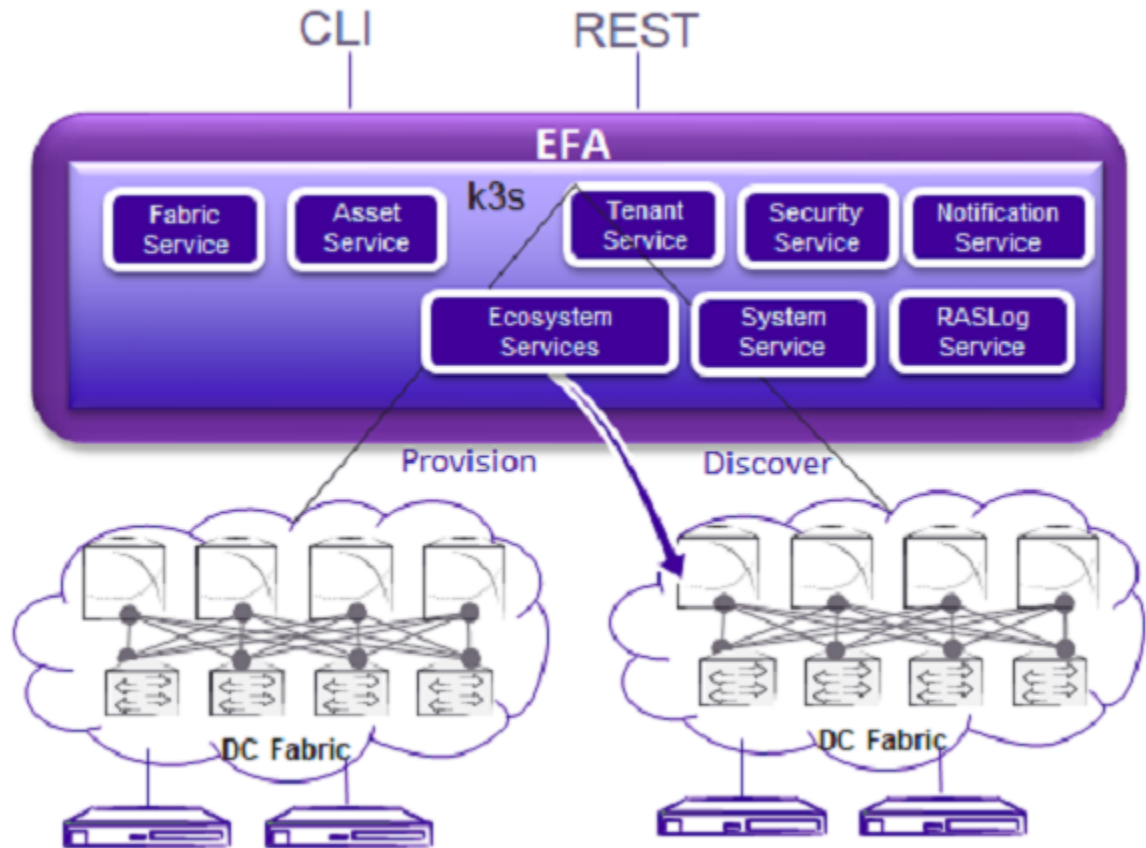 CLI
REST
EFA
k3s
Fabric
Service
Asset
Service
Tenant
Service
Security
Service
Notification
Service
Ecosystem
Services
System
Service
RASLog
Service
Provision
Discover
DC Fabric
DC Fabric